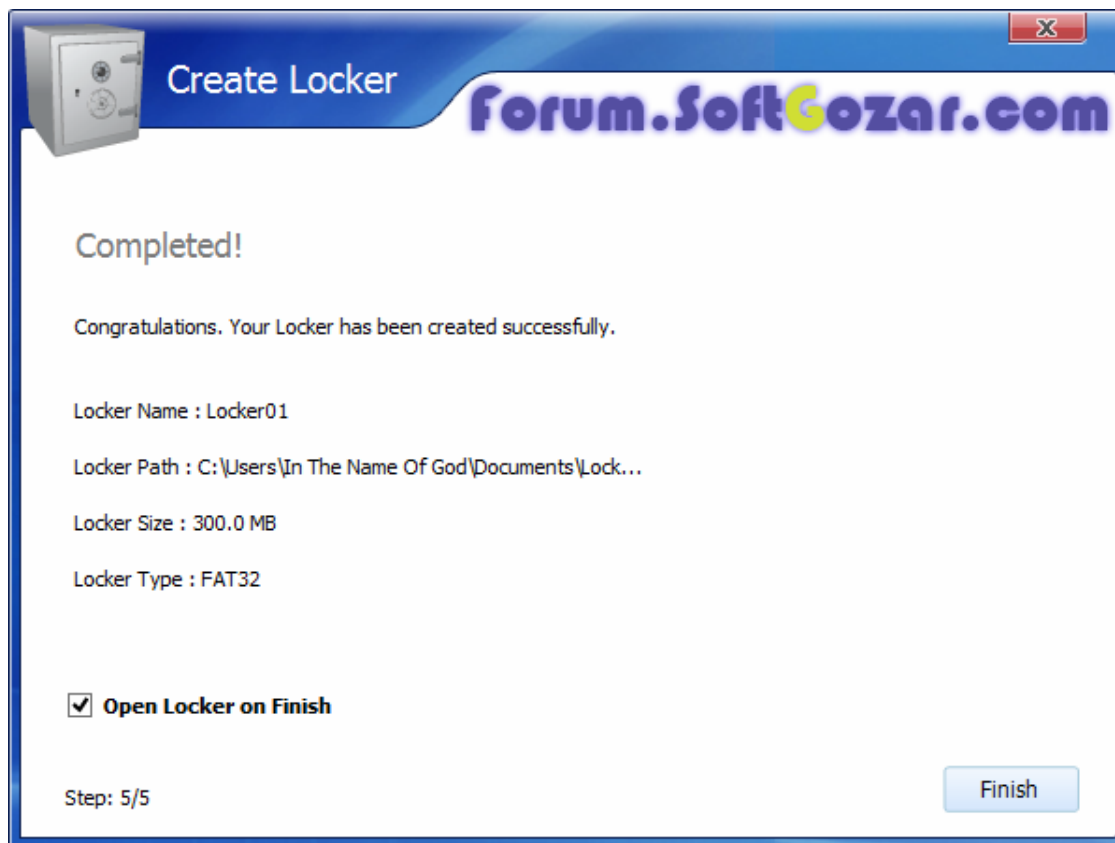 Create Locker
Forum.SoftGozar.com
Completed!
Congratulations. Your Locker has been created successfully.
Locker Name : Locker01
Locker Path : C:\Users\In The Name Of God\Documents\Lock...
Locker Size : 300.0 MB
Locker Type : FAT32
Open Locker on Finish
Step: 5/5
Finish